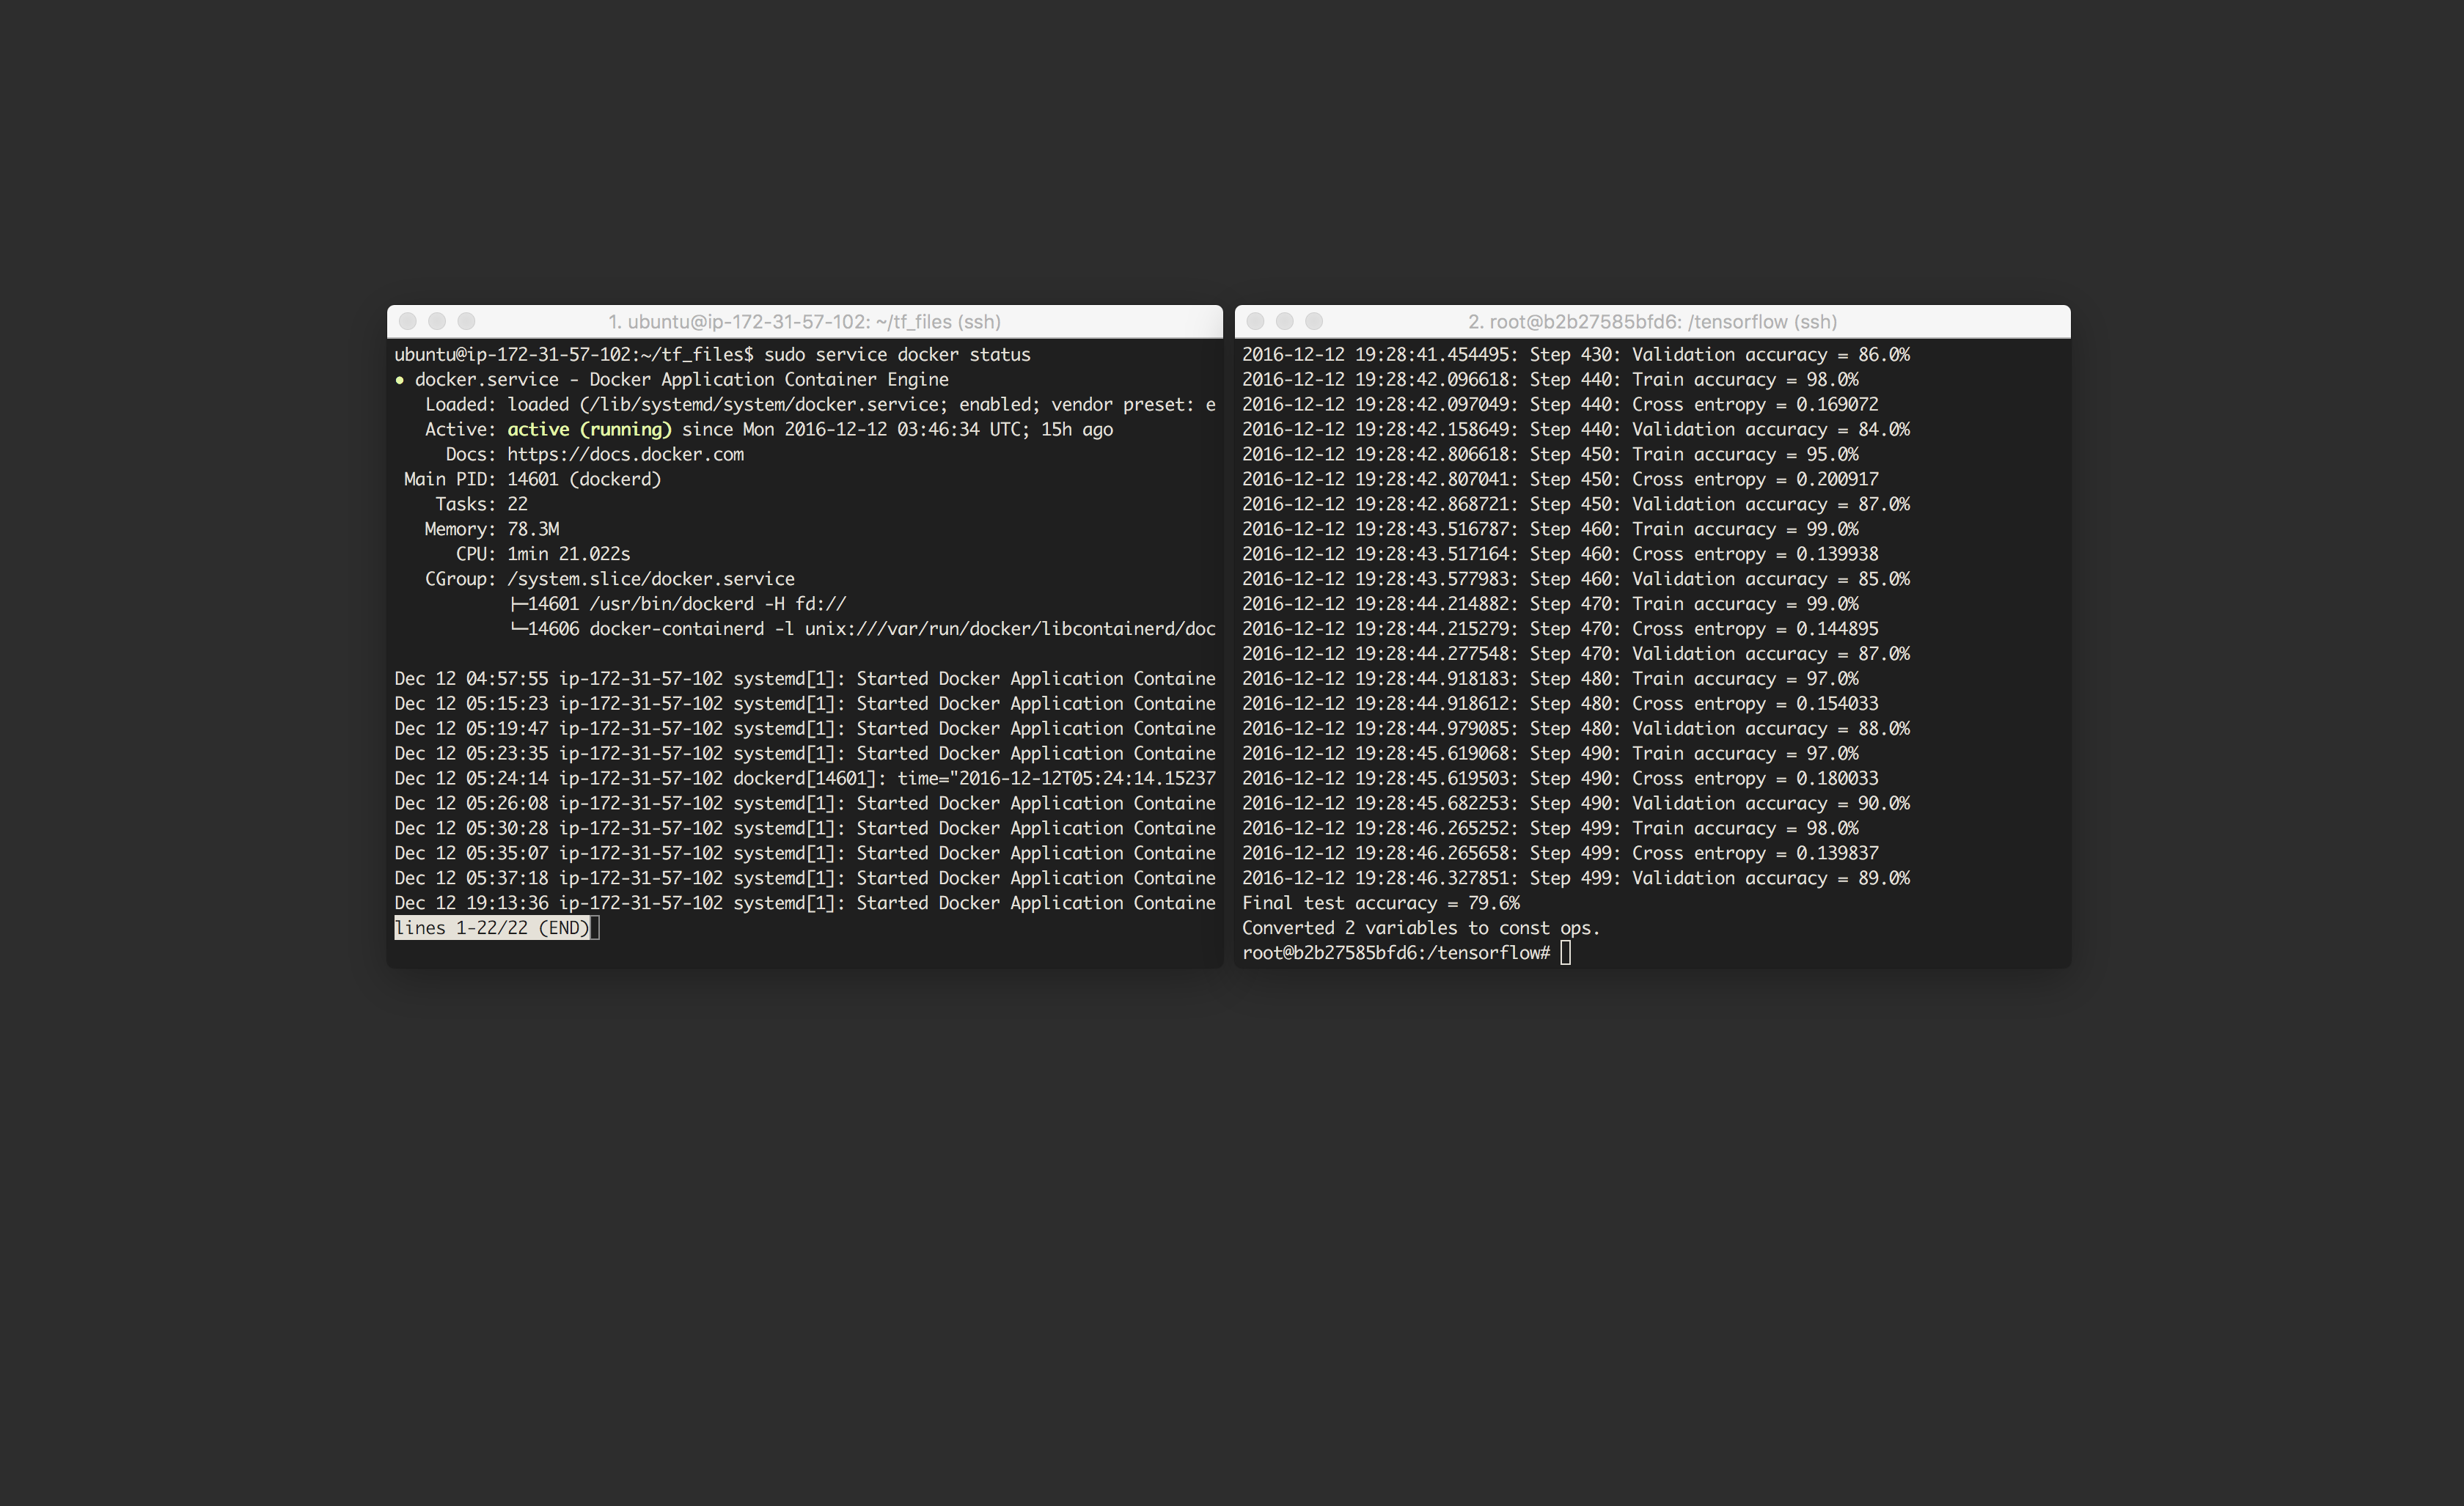 1. ubuntu@ip-172-31-57-102: ~/tf_files (ssh)
ubuntu@ip-172-31-57-102:~/tf_files$ sudo service docker status
● docker.service - Docker Application Container Engine
Loaded: loaded (/lib/systemd/system/docker.service; enabled; vendor preset: e
Active: active (running) since Mon 2016-12-12 03:46:34 UTC; 15h ago
Docs: https://docs.docker.com
Main PID: 14601 (dockerd)
Tasks: 22
Memory: 78.3M
CPU: 1min 21.022s
CGroup: /system.slice/docker.service
├─14601 /usr/bin/dockerd -H fd://
└─14606 docker-containerd -l unix:///var/run/docker/libcontainerd/doc
Dec 12 04:57:55 ip-172-31-57-102 systemd[1]: Started Docker Application Containe
Dec 12 05:15:23 ip-172-31-57-102 systemd[1]: Started Docker Application Containe
Dec 12 05:19:47 ip-172-31-57-102 systemd[1]: Started Docker Application Containe
Dec 12 05:23:35 ip-172-31-57-102 systemd[1]: Started Docker Application Containe
Dec 12 05:24:14 ip-172-31-57-102 dockerd[14601]: time="2016-12-12T05:24:14.15237
Dec 12 05:26:08 ip-172-31-57-102 systemd[1]: Started Docker Application Containe
Dec 12 05:30:28 ip-172-31-57-102 systemd[1]: Started Docker Application Containe
Dec 12 05:35:07 ip-172-31-57-102 systemd[1]: Started Docker Application Containe
Dec 12 05:37:18 ip-172-31-57-102 systemd[1]: Started Docker Application Containe
Dec 12 19:13:36 ip-172-31-57-102 systemd[1]: Started Docker Application Containe
lines 1-22/22 (END)
2. root@b2b27585bfd6: /tensorflow (ssh)
2016-12-12 19:28:41.454495: Step 430: Validation accuracy = 86.0%
2016-12-12 19:28:42.096618: Step 440: Train accuracy = 98.0%
2016-12-12 19:28:42.097049: Step 440: Cross entropy = 0.169072
2016-12-12 19:28:42.158649: Step 440: Validation accuracy = 84.0%
2016-12-12 19:28:42.806618: Step 450: Train accuracy = 95.0%
2016-12-12 19:28:42.807041: Step 450: Cross entropy = 0.200917
2016-12-12 19:28:42.868721: Step 450: Validation accuracy = 87.0%
2016-12-12 19:28:43.516787: Step 460: Train accuracy = 99.0%
2016-12-12 19:28:43.517164: Step 460: Cross entropy = 0.139938
2016-12-12 19:28:43.577983: Step 460: Validation accuracy = 85.0%
2016-12-12 19:28:44.214882: Step 470: Train accuracy = 99.0%
2016-12-12 19:28:44.215279: Step 470: Cross entropy = 0.144895
2016-12-12 19:28:44.277548: Step 470: Validation accuracy = 87.0%
2016-12-12 19:28:44.918183: Step 480: Train accuracy = 97.0%
2016-12-12 19:28:44.918612: Step 480: Cross entropy = 0.154033
2016-12-12 19:28:44.979085: Step 480: Validation accuracy = 88.0%
2016-12-12 19:28:45.619068: Step 490: Train accuracy = 97.0%
2016-12-12 19:28:45.619503: Step 490: Cross entropy = 0.180033
2016-12-12 19:28:45.682253: Step 490: Validation accuracy = 90.0%
2016-12-12 19:28:46.265252: Step 499: Train accuracy = 98.0%
2016-12-12 19:28:46.265658: Step 499: Cross entropy = 0.139837
2016-12-12 19:28:46.327851: Step 499: Validation accuracy = 89.0%
Final test accuracy = 79.6%
Converted 2 variables to const ops.
root@b2b27585bfd6:/tensorflow#